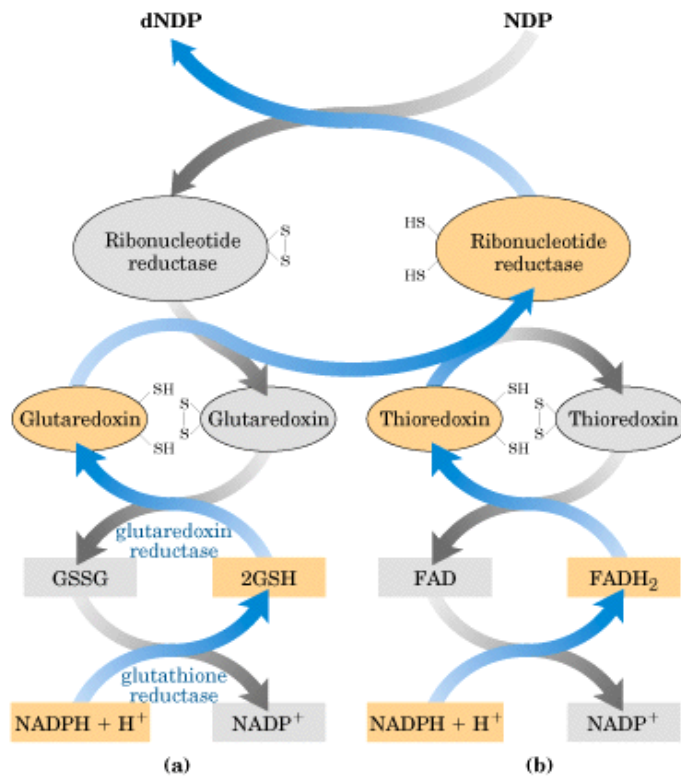 dNDP
NDP
Ribonucleotide
reductase
S
S
HS
HS
Ribonucleotide
reductase
Glutaredoxin
SH
SH
S
S
Glutaredoxin
Thioredoxin
SH
SH
S
S
Thioredoxin
glutaredoxin
reductase
GSSG
2GSH
FAD
FADH₂
glutathione
reductase
NADPH + H⁺
NADP⁺
NADPH + H⁺
NADP⁺
(a)
(b)